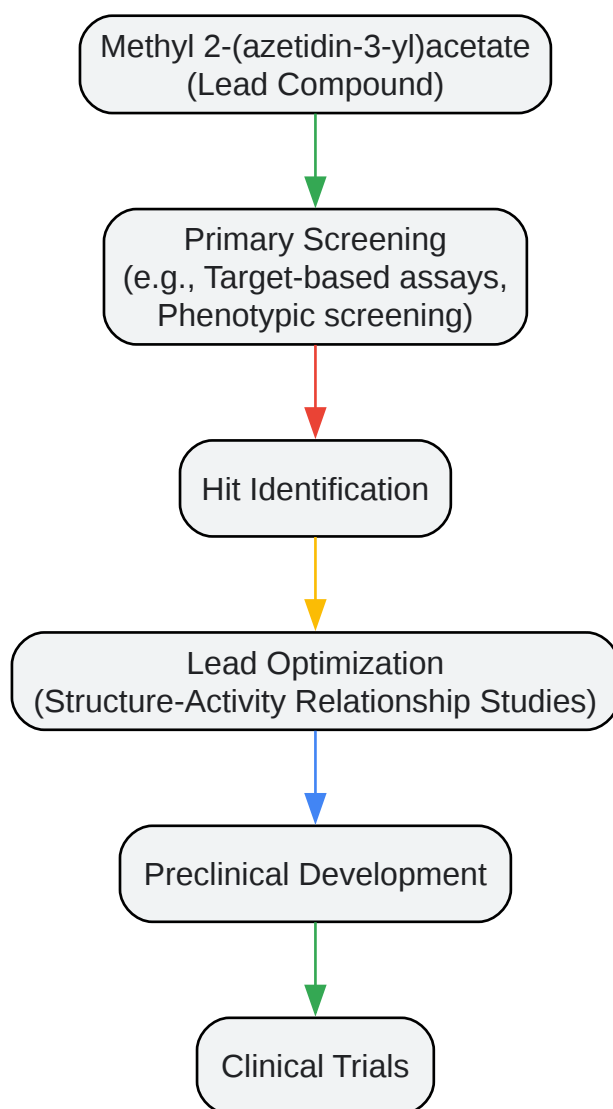 Methyl 2-(azetidin-3-yl)acetate
(Lead Compound)
Primary Screening
(e.g., Target-based assays,
Phenotypic screening)
Hit Identification
Lead Optimization
(Structure-Activity Relationship Studies)
Preclinical Development
Clinical Trials